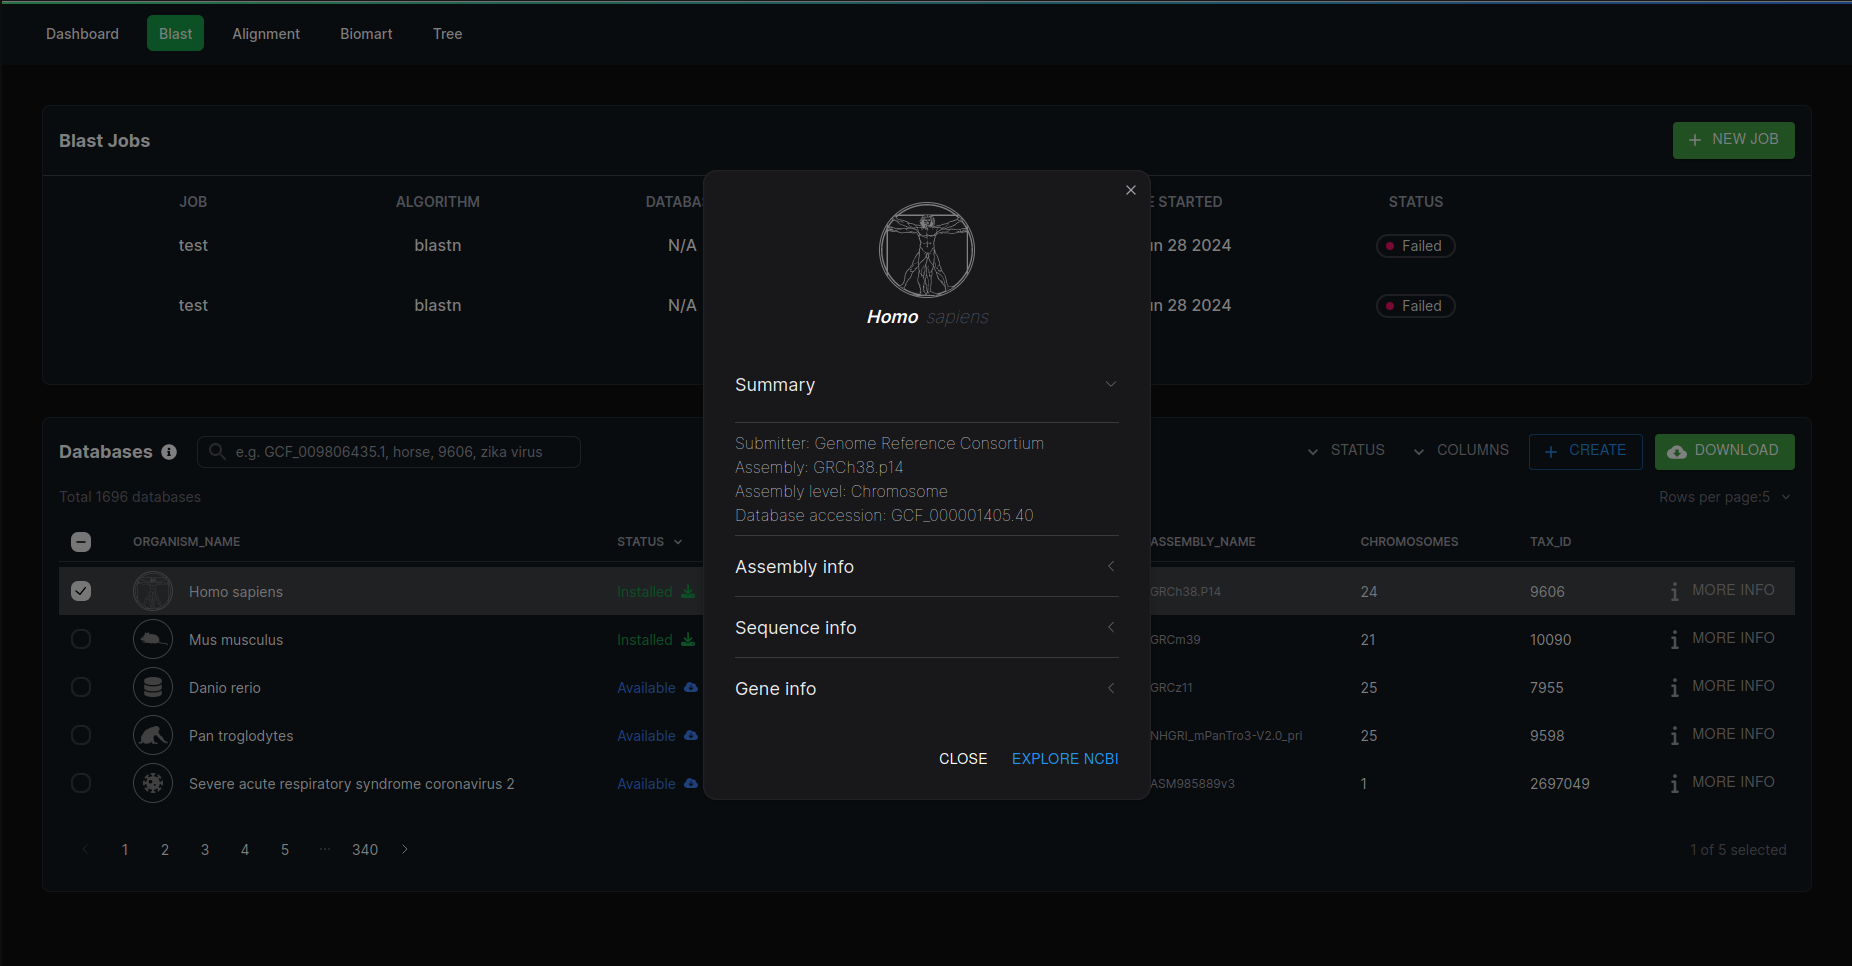 Dashboard Blast Alignment Biomart Tree
Blast Jobs
NEW JOB
JOB ALGORITHM STARTED STATUS
test blastn N/A 28 2024 Failed
test blastn N/A 28 2024 Failed
Databases e.g. GCF_009806435.1, horse, 9606, zika virus STATUS COLUMNS CREATE DOWNLOAD
Total 1696 databases Rows per page:5
ORGANISM_NAME STATUS ASSEMBLY_NAME CHROMOSOMES TAX_ID
Homo sapiens Installed GRCh38.P14 24 9606 MORE INFO
Mus musculus Installed GRCm39 21 10090 MORE INFO
Danio rerio Available GRCz11 25 7955 MORE INFO
Pan troglodytes Available NHGRI_mPanTro3-V2.0_pri 25 9598 MORE INFO
Severe acute respiratory syndrome coronavirus 2 Available ASM985889v3 1 2697049 MORE INFO
1 2 3 4 5 ... 340
1 of 5 selected
Homo sapiens
Summary
Submitter: Genome Reference Consortium
Assembly: GRCh38.p14
Assembly level: Chromosome
Database accession: GCF_000001405.40
Assembly info
Sequence info
Gene info
CLOSE EXPLORE NCBI